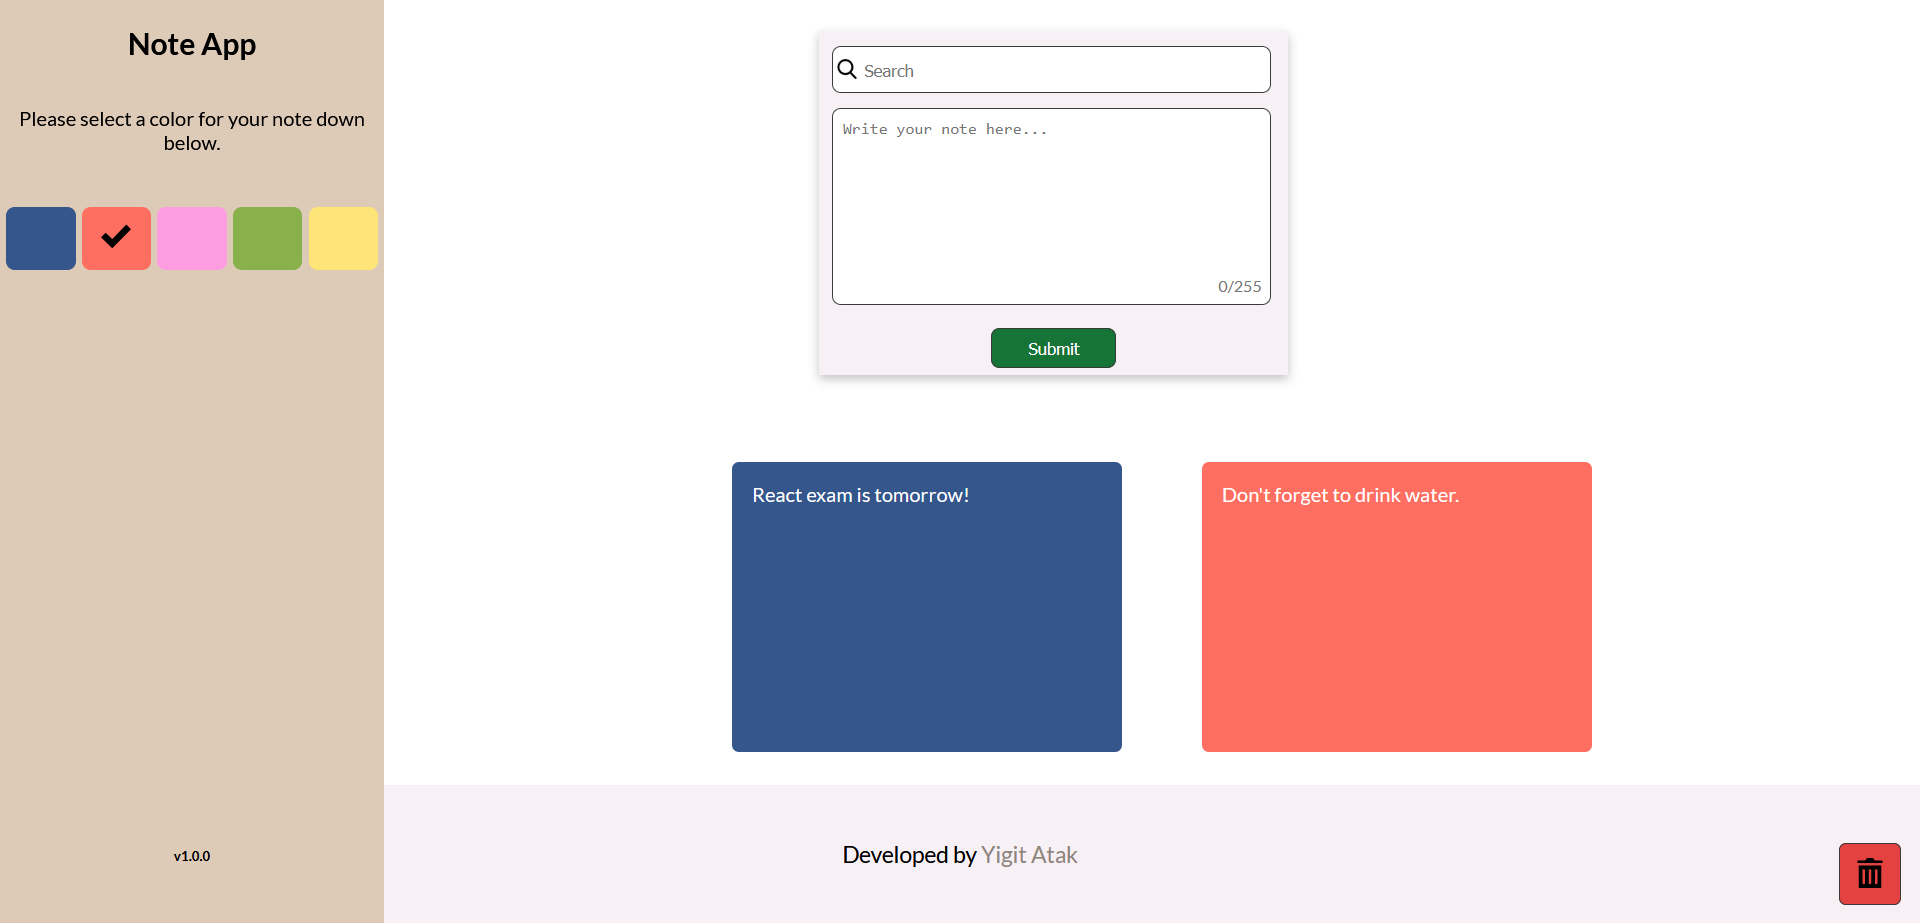 Note App
Please select a color for your note down
below.
v1.0.0
Search
Write your note here...
0/255
Submit
React exam is tomorrow!
Don't forget to drink water.
Developed by Yigit Atak